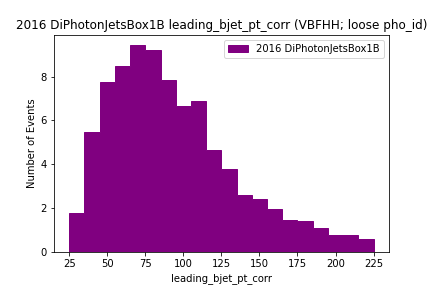 2016 DiPhotonJetsBox1B leading_bjet_pt_corr (VBFHH; loose pho_id)
2016 DiPhotonJetsBox1B
Number of Events
8
6
4
2
0
25 50 75 100 125 150 175 200 225
leading_bjet_pt_corr